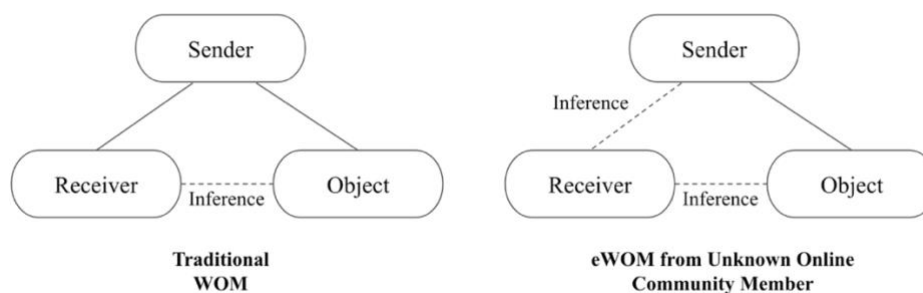 Sender
Receiver
Inference
Object
Traditional
WOM
Sender
Inference
Receiver
Inference
Object
eWOM from Unknown Online
Community Member